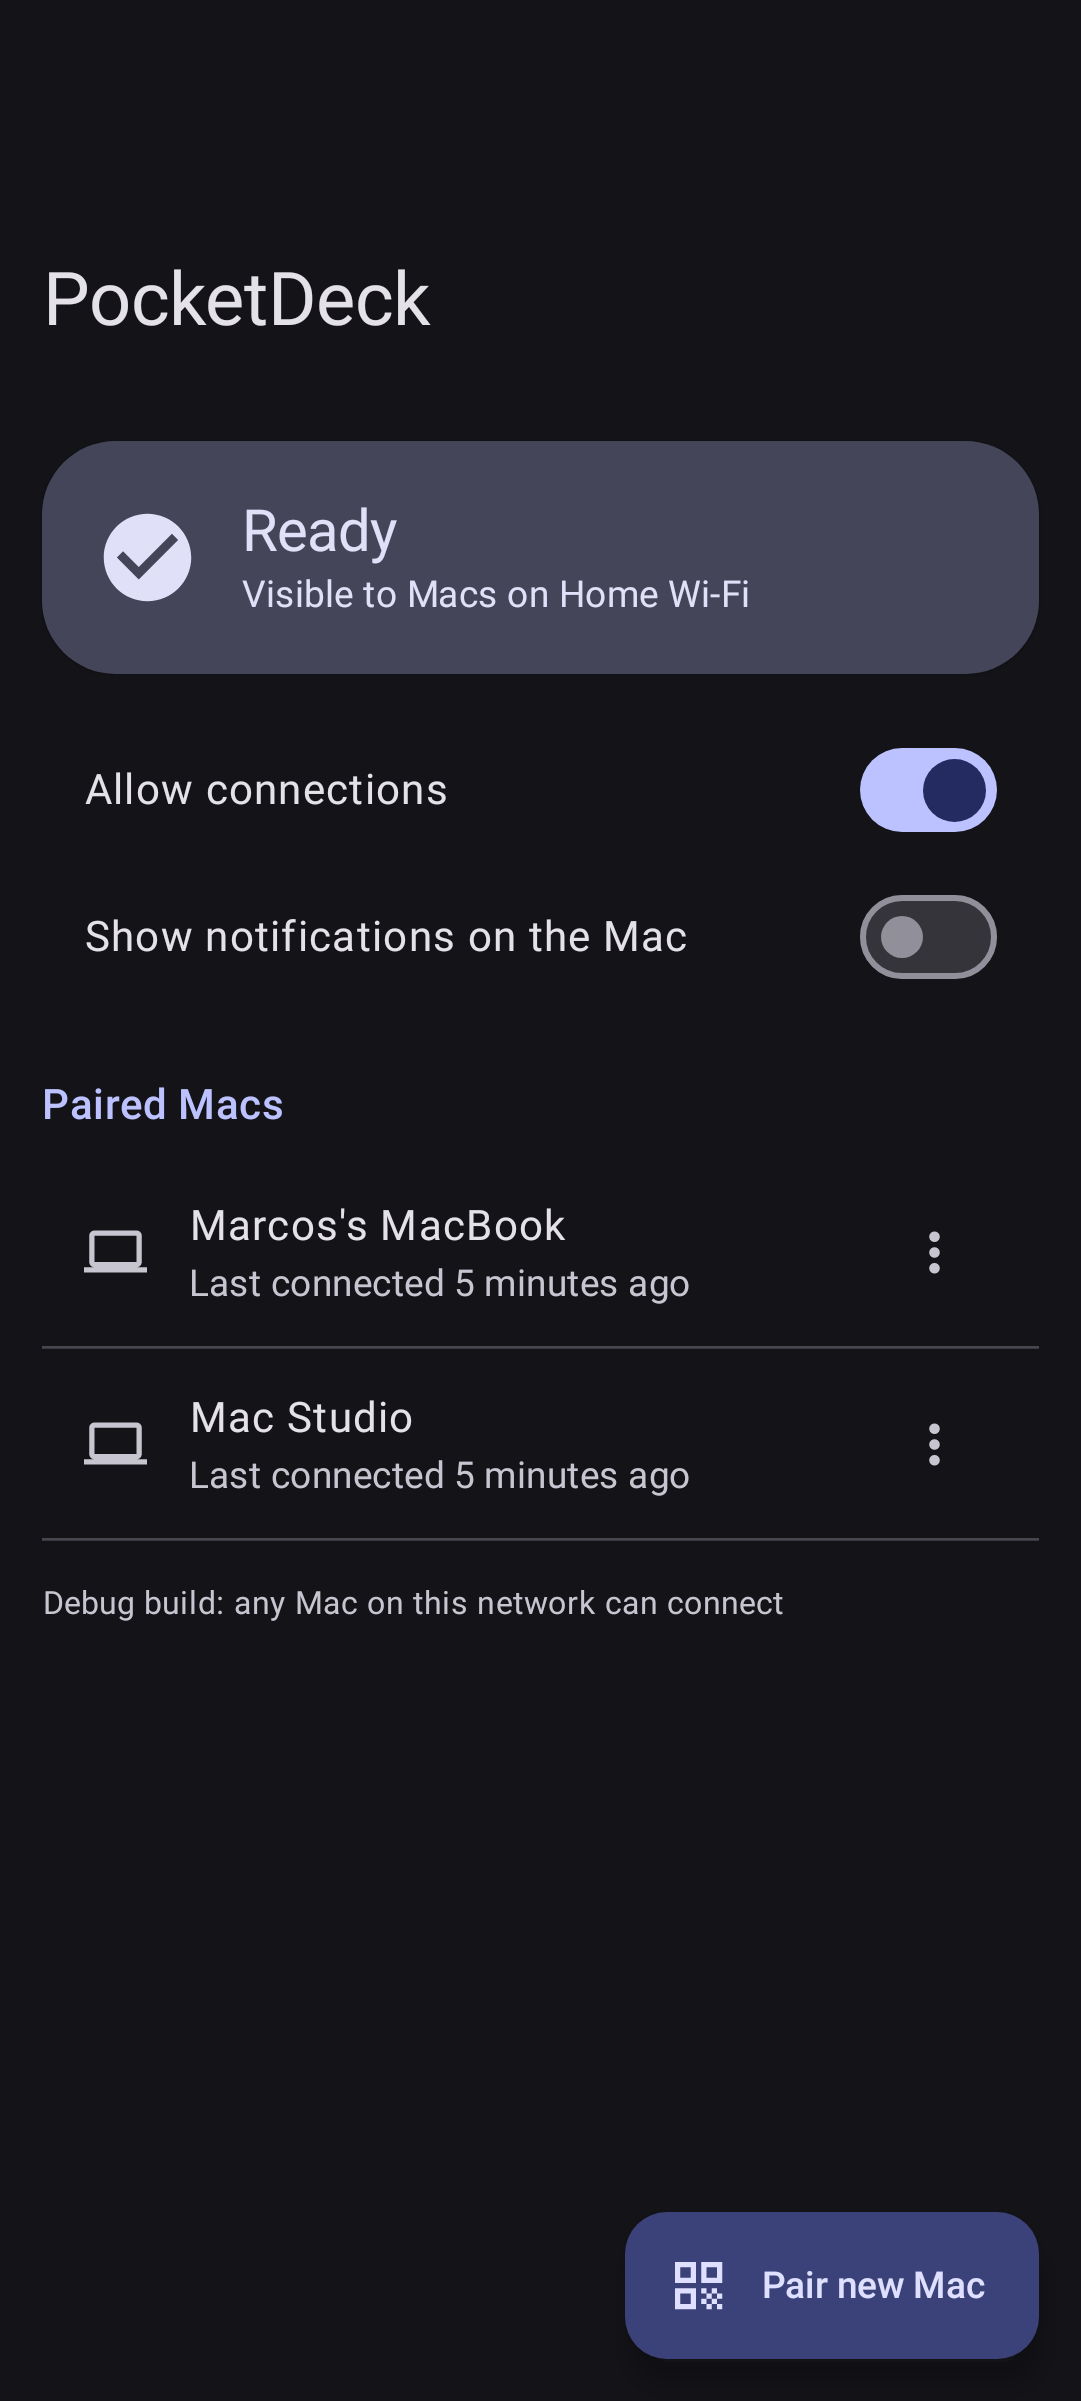 PocketDeck
Ready
Visible to Macs on Home Wi-Fi
Allow connections
Show notifications on the Mac
Paired Macs
Marcos's MacBook
Last connected 5 minutes ago
Mac Studio
Last connected 5 minutes ago
Debug build: any Mac on this network can connect
Pair new Mac